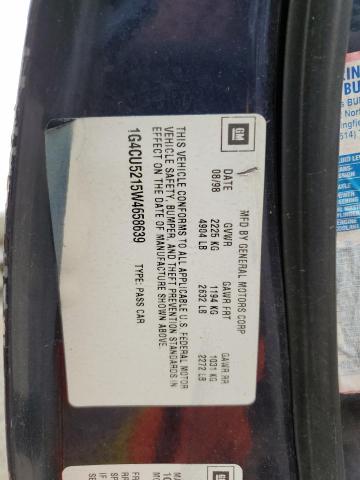 GM
MFD BY GENERAL MOTORS CORP
DATE GVWR GAWR FRT GAWR RR
08/98 2225 KG 1194 KG 1031 KG
4904 LB 2632 LB 2272 LB
THIS VEHICLE CONFORMS TO ALL APPLICABLE U.S. FEDERAL MOTOR
VEHICLE SAFETY, BUMPER, AND THEFT PREVENTION STANDARDS IN
EFFECT ON THE DATE OF MANUFACTURE SHOWN ABOVE.
1G4CU5215W4658639 TYPE: PASS CAR
GM